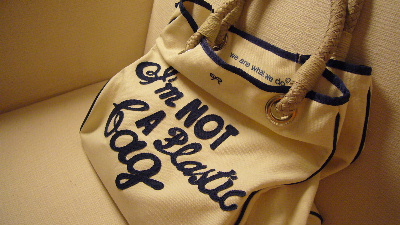 we are what we do
I'm NOT
A Plastic
bag